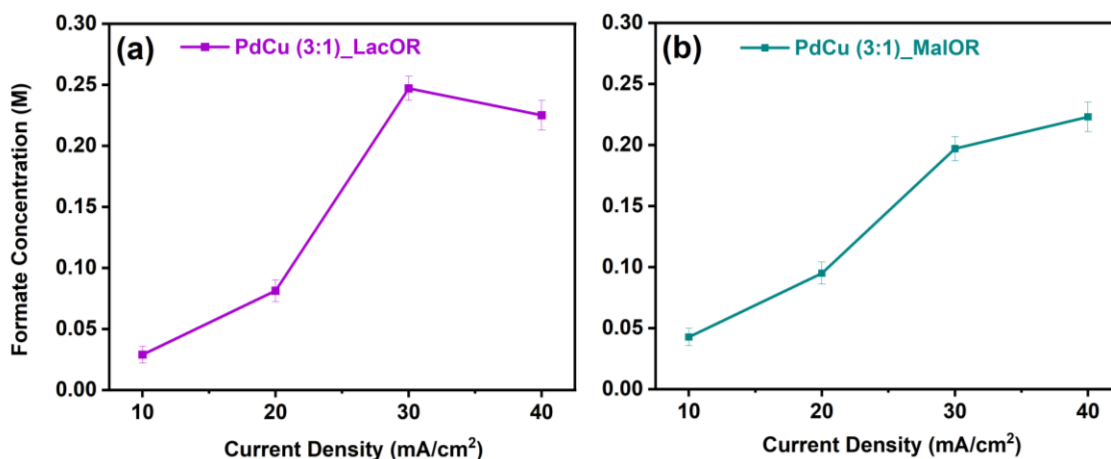 (a) PdCu (3:1)_LacOR
Formate Concentration (M)
0.30
0.25
0.20
0.15
0.10
0.05
0.00
10 20 30 40
Current Density (mA/cm²)
(b) PdCu (3:1)_MalOR
0.30
0.25
0.20
0.15
0.10
0.05
0.00
10 20 30 40
Current Density (mA/cm²)